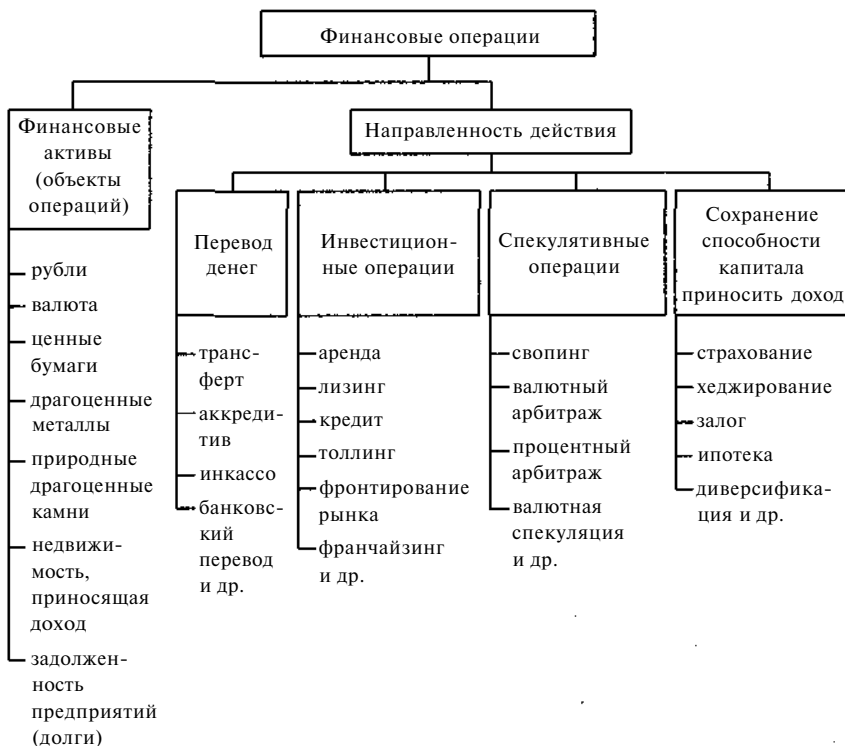 Финансовые операции
Финансовые
активы
(объекты
операций)
рубли
валюта
ценные
бумаги
драгоценные
металлы
природные
драгоценные
камни
недвижи-
мость,
приносящая
доход
задолжен-
ность
предприятий
(долги)
Направленность действия
Перевод
денег
транс-
ферт
аккреди-
тив
инкассо
банковс-
кий
перевод
и др.
Инвестицион-
ные операции
аренда
лизинг
кредит
толлинг
фронтирование
рынка
франчайзинг
и др.
Спекулятивные
операции
свопинг
валютный
арбитраж
процентный
арбитраж
валютная
спекуляция
и др.
Сохранение
способности
капитала
приносить доход
страхование
хеджирование
залог
ипотека
диверсифика-
ция и др.